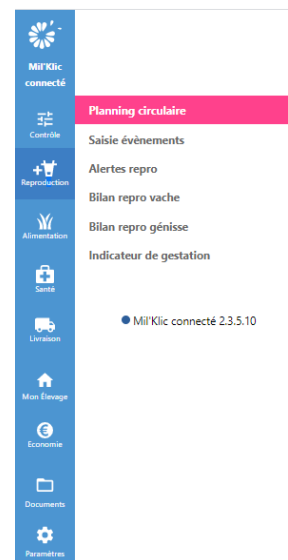 Mil'Klic
connecté
Contrôle
Reproduction
Alimentation
Santé
Livraison
Mon Élevage
Economie
Documents
Paramètres
Planning circulaire
Saisie évènements
Alertes repro
Bilan repro vache
Bilan repro génisse
Indicateur de gestation
Mil'Klic connecté 2.3.5.10